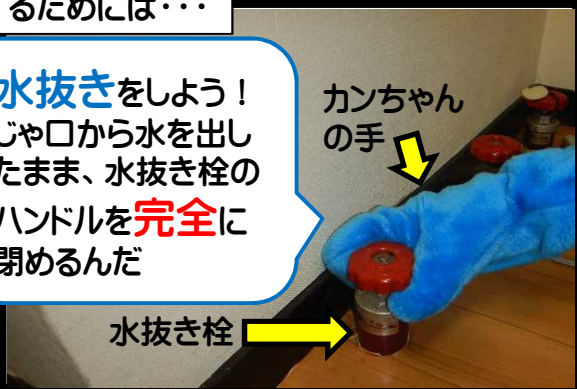 るためには・・・
水抜きをしよう！
じゃ口から水を出し
たまま、水抜き栓の
ハンドルを完全に
閉めるんだ
カンちゃん
の手
水抜き栓